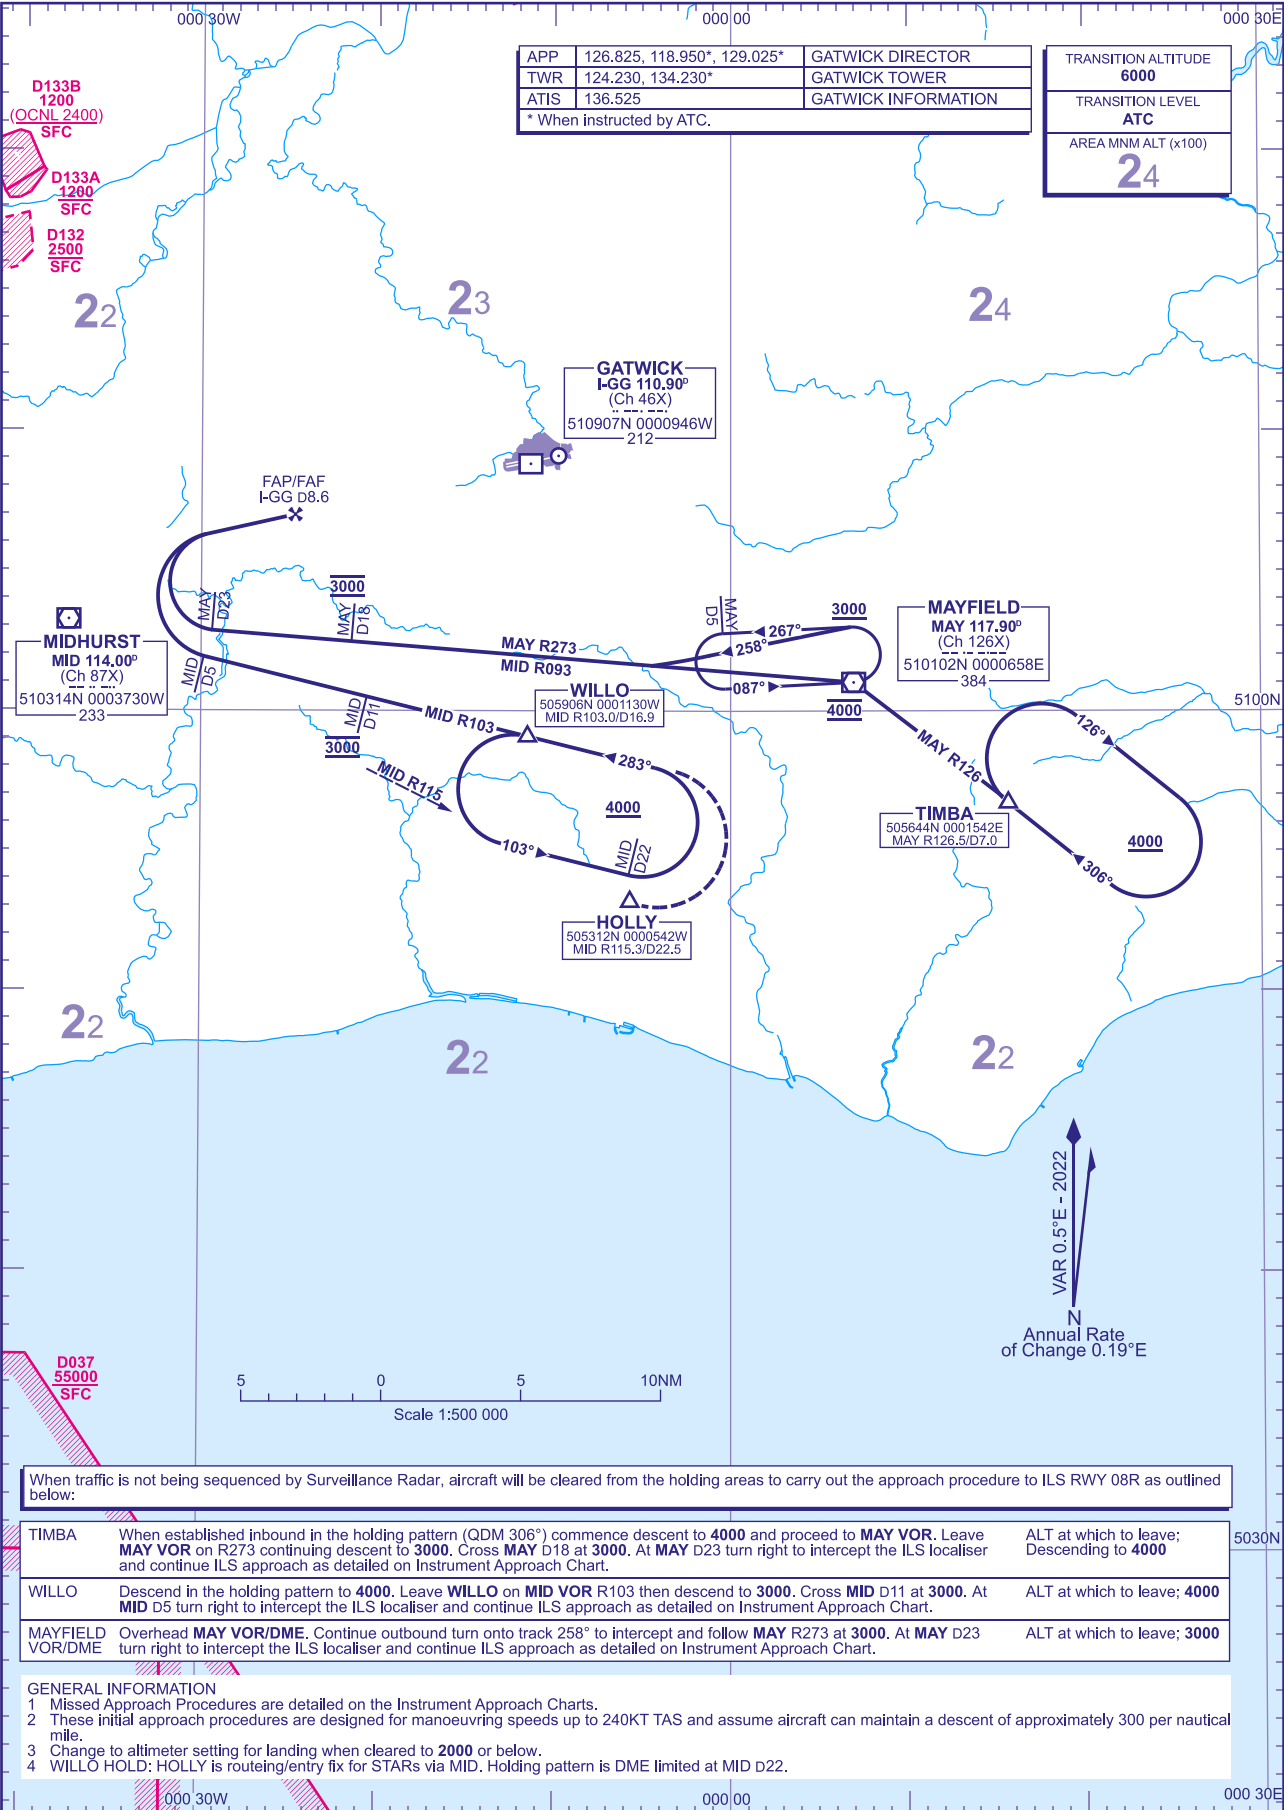 000 30W
000 00
000 30E
APP 126.825, 118.950*, 129.025* GATWICK DIRECTOR
TWR 124.230, 134.230* GATWICK TOWER
ATIS 136.525 GATWICK INFORMATION
* When instructed by ATC.
TRANSITION ALTITUDE
6000
TRANSITION LEVEL
ATC
AREA MNM ALT (x100)
24
D133B
1200
(OCNL 2400)
SFC
D133A
1200
SFC
D132
2500
SFC
22
23
24
GATWICK
I-GG 110.90ᴰ
(Ch 46X)
510907N 0000946W
212
FAP/FAF
I-GG D8.6
3000
MAY
D23
MAY
D18
MAY
D5
3000
267°
258°
087°
MAY R273
MID R093
MAYFIELD
MAY 117.90ᴰ
(Ch 126X)
510102N 0000658E
384
4000
MIDHURST
MID 114.00ᴰ
(Ch 87X)
510314N 0003730W
233
MID
D5
MID
D11
3000
MID R103
WILLO
505906N 0001130W
MID R103.0/D16.9
5100N
MID R115
283°
4000
103°
MID
D22
HOLLY
505312N 0000542W
MID R115.3/D22.5
MAY R126
126°
TIMBA
505644N 0001542E
MAY R126.5/D7.0
4000
306°
22
22
22
VAR 0.5°E - 2022
N
Annual Rate
of Change 0.19°E
D037
55000
SFC
5 0 5 10NM
Scale 1:500 000
When traffic is not being sequenced by Surveillance Radar, aircraft will be cleared from the holding areas to carry out the approach procedure to ILS RWY 08R as outlined
below:
TIMBA When established inbound in the holding pattern (QDM 306°) commence descent to 4000 and proceed to MAY VOR. Leave ALT at which to leave;
MAY VOR on R273 continuing descent to 3000. Cross MAY D18 at 3000. At MAY D23 turn right to intercept the ILS localiser Descending to 4000
and continue ILS approach as detailed on Instrument Approach Chart.
5030N
WILLO Descend in the holding pattern to 4000. Leave WILLO on MID VOR R103 then descend to 3000. Cross MID D11 at 3000. At ALT at which to leave; 4000
MID D5 turn right to intercept the ILS localiser and continue ILS approach as detailed on Instrument Approach Chart.
MAYFIELD Overhead MAY VOR/DME. Continue outbound turn onto track 258° to intercept and follow MAY R273 at 3000. At MAY D23 ALT at which to leave; 3000
VOR/DME turn right to intercept the ILS localiser and continue ILS approach as detailed on Instrument Approach Chart.
GENERAL INFORMATION
1 Missed Approach Procedures are detailed on the Instrument Approach Charts.
2 These initial approach procedures are designed for manoeuvring speeds up to 240KT TAS and assume aircraft can maintain a descent of approximately 300 per nautical
mile.
3 Change to altimeter setting for landing when cleared to 2000 or below.
4 WILLO HOLD: HOLLY is routeing/entry fix for STARs via MID. Holding pattern is DME limited at MID D22.
000 30W
000 00
000 30E